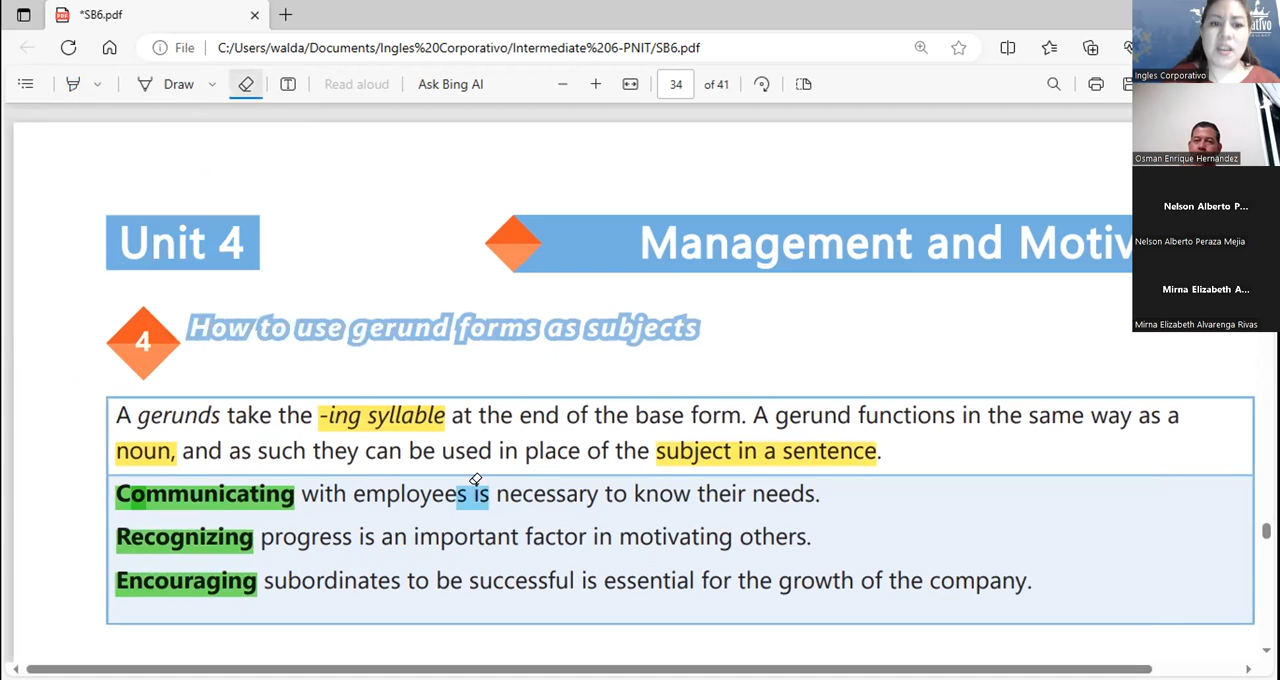 *SB6.pdf
File
C:/Users/walda/Documents/Ingles%20Corporativo/Intermediate%206-PNIT/SB6.pdf
Draw
Read aloud
Ask Bing AI
34
of 41
Ingles Corporativo
Osman Enrique Hernandez
Nelson Alberto P...
Nelson Alberto Peraza Mejia
Mirna Elizabeth A...
Mirna Elizabeth Alvarenga Rivas
Unit 4
Management and Motiv
4
How to use gerund forms as subjects
A gerunds take the -ing syllable at the end of the base form. A gerund functions in the same way as a
noun, and as such they can be used in place of the subject in a sentence.
Communicating with employees is necessary to know their needs.
Recognizing progress is an important factor in motivating others.
Encouraging subordinates to be successful is essential for the growth of the company.